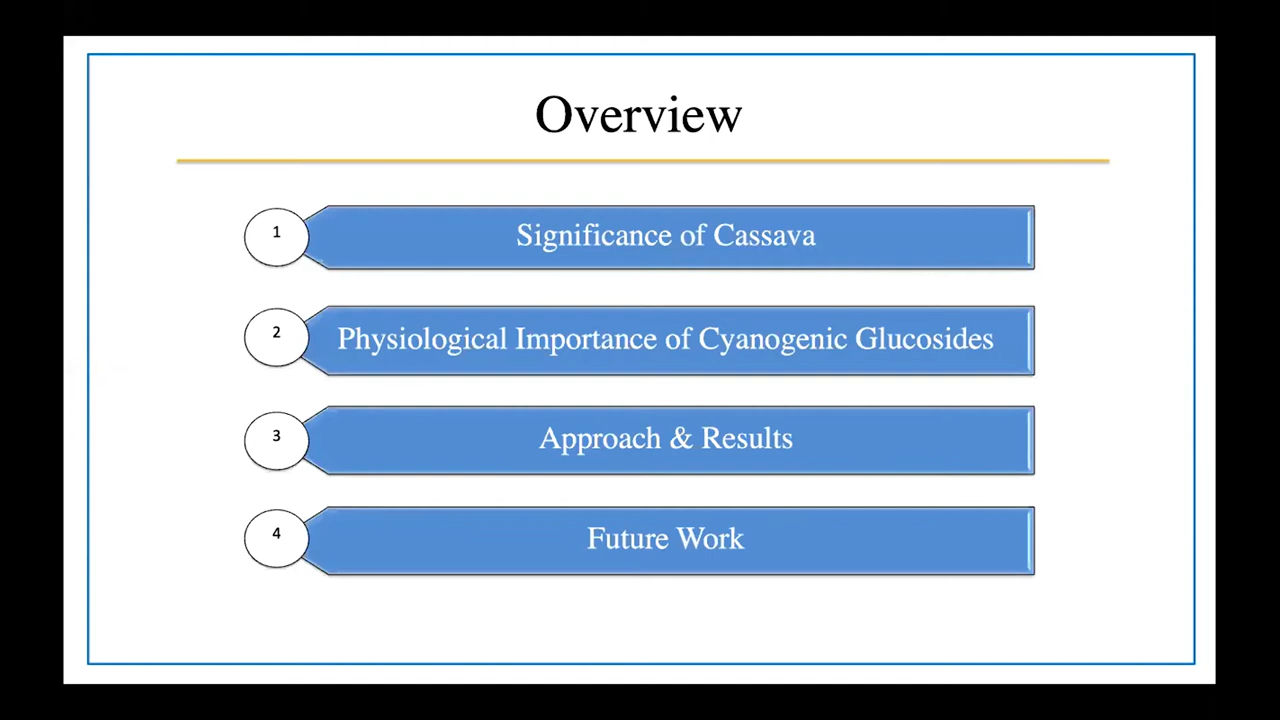 Overview
1
Significance of Cassava
2
Physiological Importance of Cyanogenic Glucosides
3
Approach & Results
4
Future Work